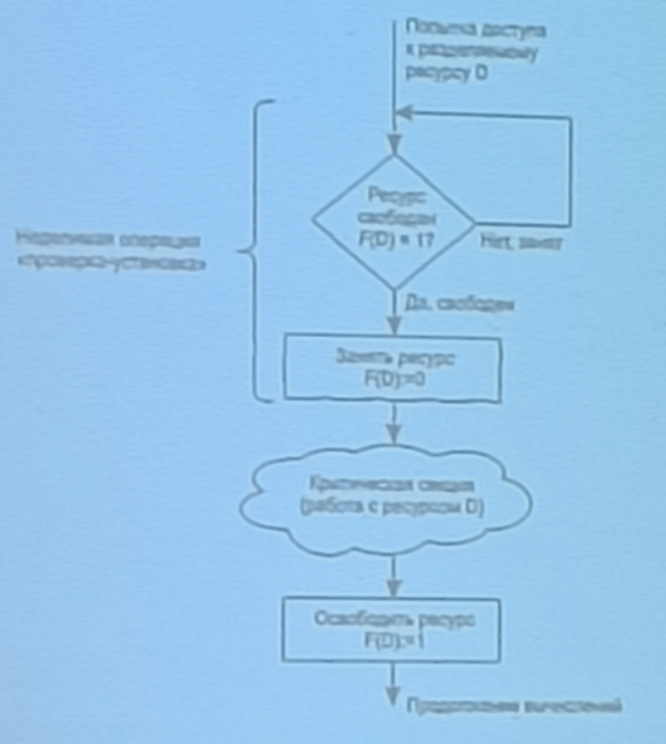 Попытка доступа
к разделяемому
ресурсу D
Ресурс
свободен
F(D) = 1?
Нет, занят
Неделимая операция
«проверка-установка»
Да, свободен
Занять ресурс
F(D):=0
Критическая секция
(работа с ресурсом D)
Освободить ресурс
F(D):=1
Продолжение вычислений